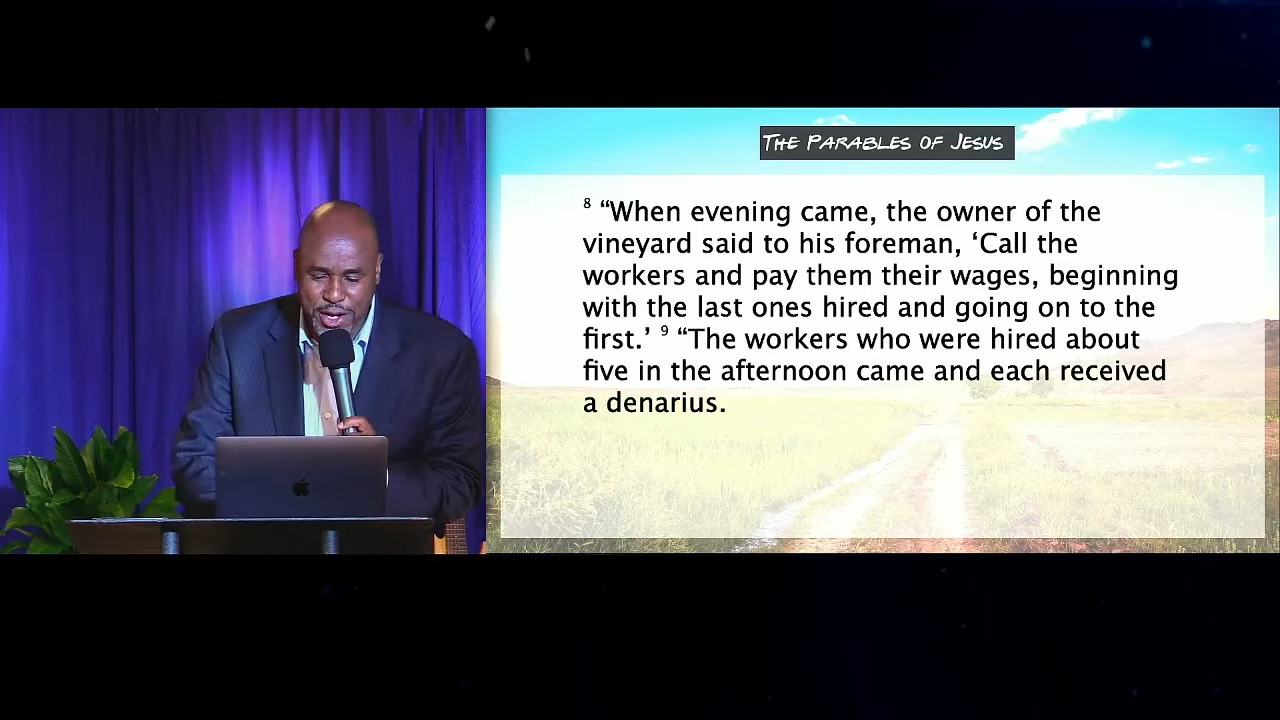 THE PARABLES OF JESUS
⁸ “When evening came, the owner of the
vineyard said to his foreman, ‘Call the
workers and pay them their wages, beginning
with the last ones hired and going on to the
first.’ ⁹ “The workers who were hired about
five in the afternoon came and each received
a denarius.